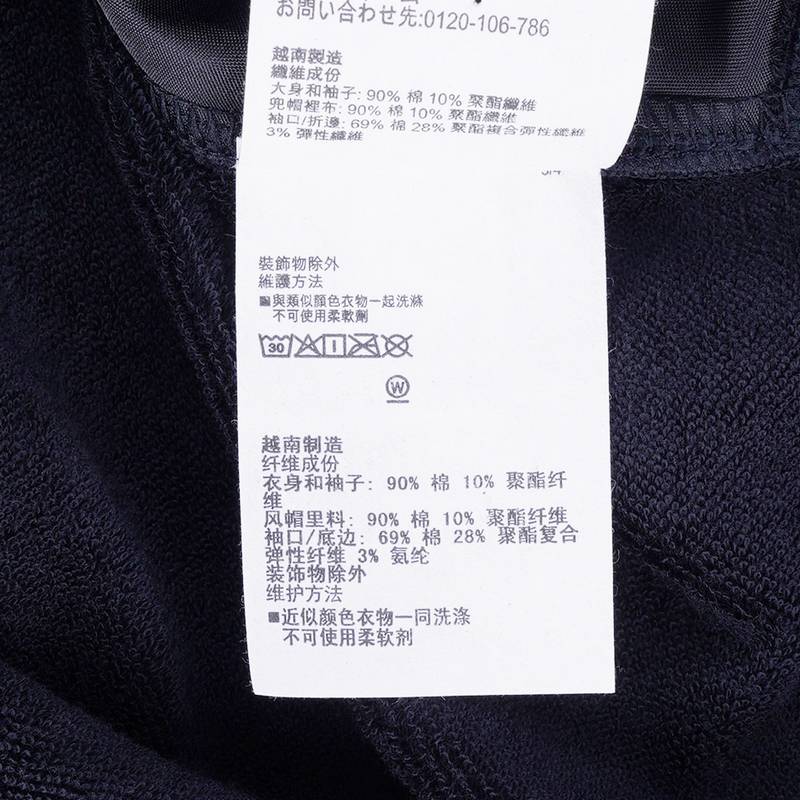 お問い合わせ先:0120-106-786
越南製造
纖維成份
大身和袖子: 90% 棉 10% 聚酯纖維
兜帽裡布: 90% 棉 10% 聚酯纖維
袖口/折邊: 69% 棉 28% 聚酯複合彈性纖維
3% 彈性纖維
裝飾物除外
維護方法
■與類似顏色衣物一起洗滌
不可使用柔軟劑
30
W
越南制造
纤维成份
衣身和袖子: 90% 棉 10% 聚酯纤
维
风帽里料: 90% 棉 10% 聚酯纤维
袖口/底边: 69% 棉 28% 聚酯复合
弹性纤维 3% 氨纶
装饰物除外
维护方法
■近似颜色衣物一同洗涤
不可使用柔软剂